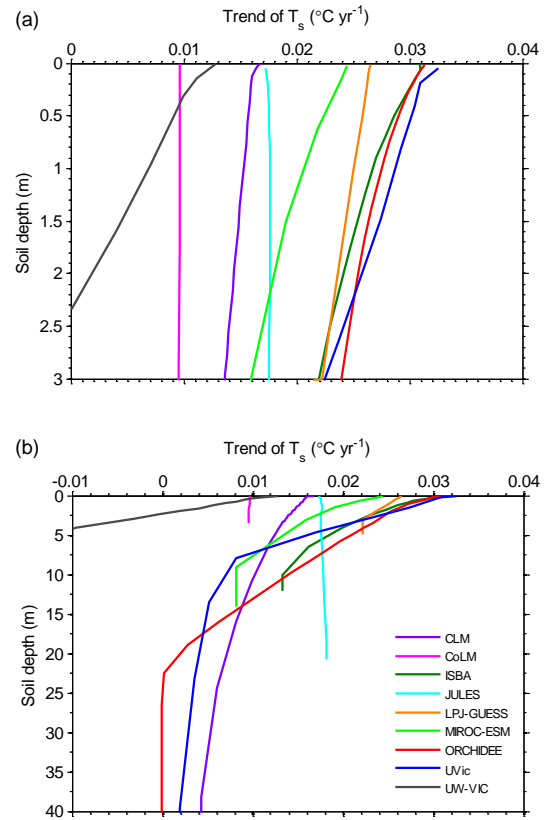 (a)
Trend of Ts (°C yr⁻¹)
0 0.01 0.02 0.03 0.04
0
0.5
1
1.5
2
2.5
3
Soil depth (m)
(b)
Trend of Ts (°C yr⁻¹)
-0.01 0 0.01 0.02 0.03 0.04
0
5
10
15
20
25
30
35
40
Soil depth (m)
CLM
CoLM
ISBA
JULES
LPJ-GUESS
MIROC-ESM
ORCHIDEE
UVic
UW-VIC